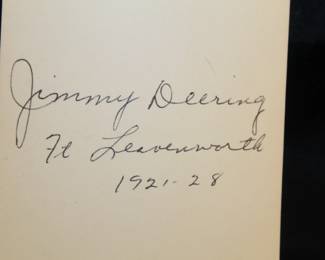 Jimmy Deering
Ft Leavenworth
1921-28